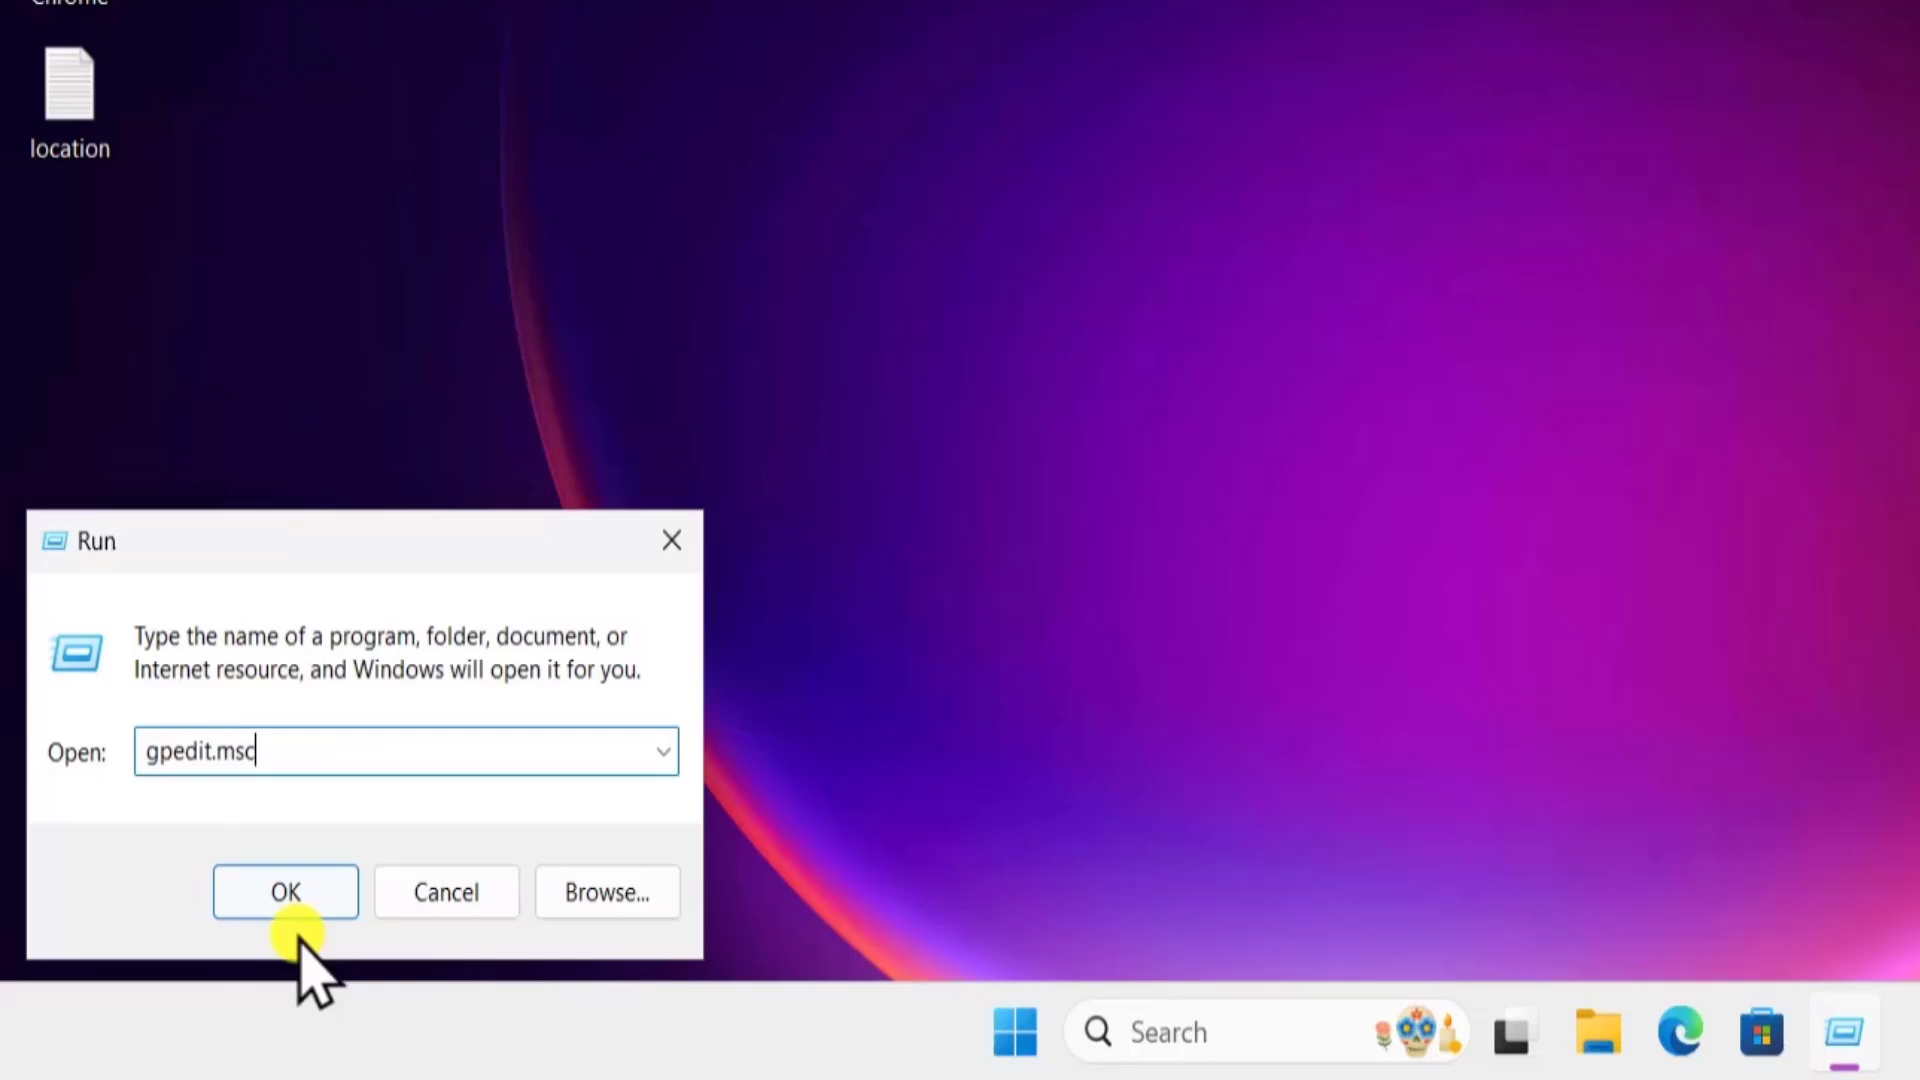 Chrome
location
Run
Type the name of a program, folder, document, or
Internet resource, and Windows will open it for you.
Open: gpedit.msc
OK Cancel Browse...
Search